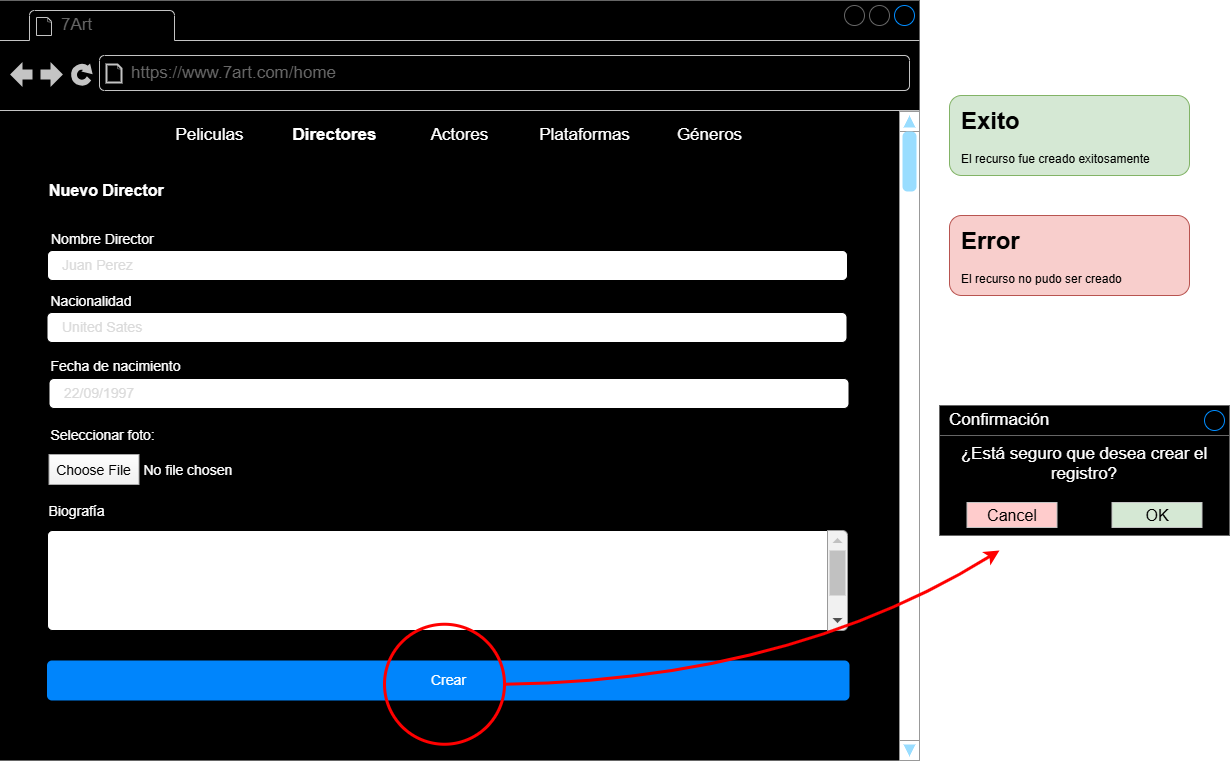 7Art
https://www.7art.com/home
Peliculas Directores Actores Plataformas Géneros
Nuevo Director
Nombre Director
Juan Perez
Nacionalidad
United Sates
Fecha de nacimiento
22/09/1997
Seleccionar foto:
Choose File No file chosen
Biografía
Crear
Exito
El recurso fue creado exitosamente
Error
El recurso no pudo ser creado
Confirmación
¿Está seguro que desea crear el
registro?
Cancel OK